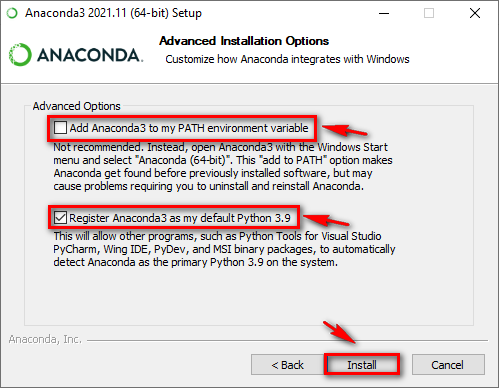 Anaconda3 2021.11 (64-bit) Setup
ANACONDA.
Advanced Installation Options
Customize how Anaconda integrates with Windows
Advanced Options
Add Anaconda3 to my PATH environment variable
Not recommended. Instead, open Anaconda3 with the Windows Start
menu and select "Anaconda (64-bit)". This "add to PATH" option makes
Anaconda get found before previously installed software, but may
cause problems requiring you to uninstall and reinstall Anaconda.
Register Anaconda3 as my default Python 3.9
This will allow other programs, such as Python Tools for Visual Studio
PyCharm, Wing IDE, PyDev, and MSI binary packages, to automatically
detect Anaconda as the primary Python 3.9 on the system.
Anaconda, Inc.
< Back Install Cancel